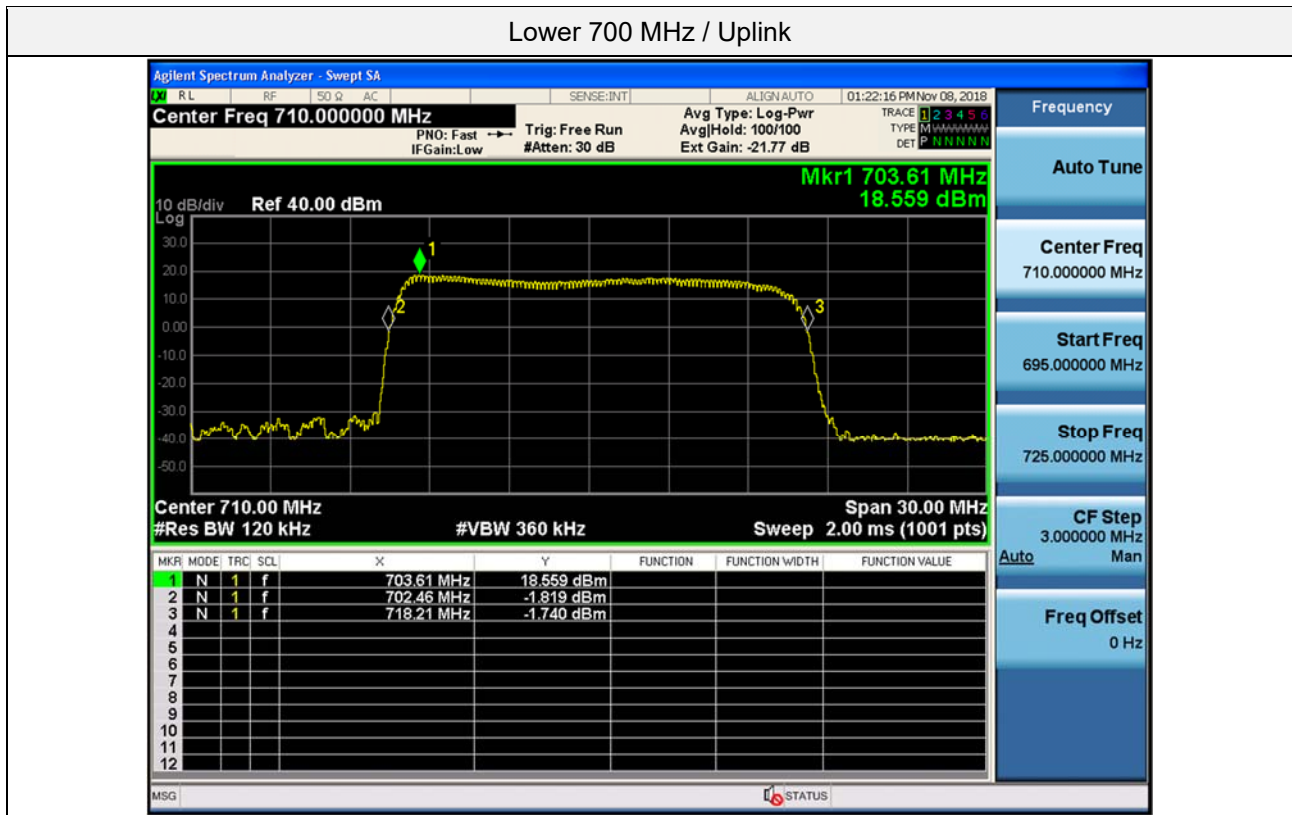 Lower 700 MHz / Uplink
Agilent Spectrum Analyzer - Swept SA
LXI RL RF 50 Ω AC SENSE:INT ALIGN AUTO 01:22:16 PM Nov 08, 2018
Center Freq 710.000000 MHz
PNO: Fast
IFGain:Low
Trig: Free Run
#Atten: 30 dB
Avg Type: Log-Pwr
Avg|Hold: 100/100
Ext Gain: -21.77 dB
TRACE 1 2 3 4 5 6
TYPE M WWWWW
DET P N N N N N
Mkr1 703.61 MHz
18.559 dBm
10 dB/div Ref 40.00 dBm
Log
30.0
20.0
10.0
0.00
-10.0
-20.0
-30.0
-40.0
-50.0
1
2
3
Center 710.00 MHz Span 30.00 MHz
#Res BW 120 kHz #VBW 360 kHz Sweep 2.00 ms (1001 pts)
MKR MODE TRC SCL X Y FUNCTION FUNCTION WIDTH FUNCTION VALUE
1 N 1 f 703.61 MHz 18.559 dBm
2 N 1 f 702.46 MHz -1.819 dBm
3 N 1 f 718.21 MHz -1.740 dBm
4
5
6
7
8
9
10
11
12
MSG STATUS
Frequency
Auto Tune
Center Freq
710.000000 MHz
Start Freq
695.000000 MHz
Stop Freq
725.000000 MHz
CF Step
3.000000 MHz
Auto Man
Freq Offset
0 Hz